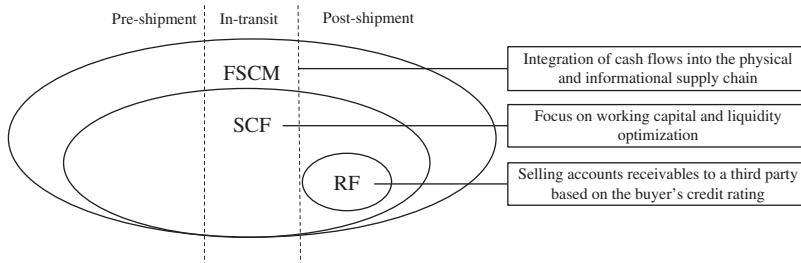 Pre-shipment In-transit Post-shipment
FSCM
Integration of cash flows into the physical
and informational supply chain
SCF
Focus on working capital and liquidity
optimization
RF
Selling accounts receivables to a third party
based on the buyer's credit rating